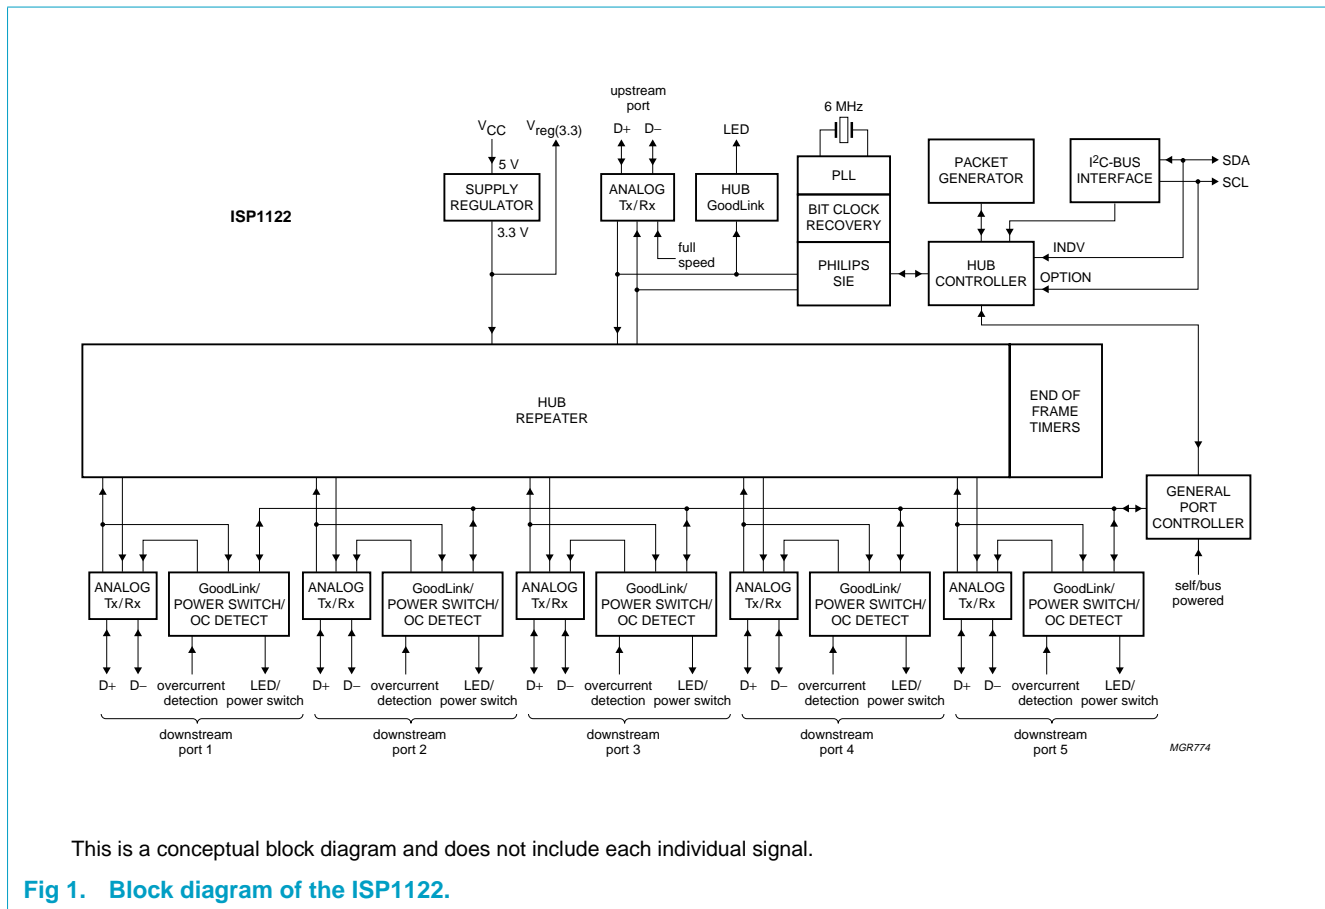 upstream
port
6 MHz
VCC
Vreg(3.3)
D+
D−
LED
5 V
SUPPLY
REGULATOR
3.3 V
ANALOG
Tx/Rx
HUB
GoodLink
full
speed
PLL
BIT CLOCK
RECOVERY
PHILIPS
SIE
PACKET
GENERATOR
I2C-BUS
INTERFACE
SDA
SCL
HUB
CONTROLLER
INDV
OPTION
ISP1122
HUB
REPEATER
END OF
FRAME
TIMERS
GENERAL
PORT
CONTROLLER
self/bus
powered
ANALOG
Tx/Rx
GoodLink/
POWER SWITCH/
OC DETECT
D+
D−
overcurrent
detection
LED/
power switch
downstream
port 1
ANALOG
Tx/Rx
GoodLink/
POWER SWITCH/
OC DETECT
D+
D−
overcurrent
detection
LED/
power switch
downstream
port 2
ANALOG
Tx/Rx
GoodLink/
POWER SWITCH/
OC DETECT
D+
D−
overcurrent
detection
LED/
power switch
downstream
port 3
ANALOG
Tx/Rx
GoodLink/
POWER SWITCH/
OC DETECT
D+
D−
overcurrent
detection
LED/
power switch
downstream
port 4
ANALOG
Tx/Rx
GoodLink/
POWER SWITCH/
OC DETECT
D+
D−
overcurrent
detection
LED/
power switch
downstream
port 5
MGR774
This is a conceptual block diagram and does not include each individual signal.
Fig 1. Block diagram of the ISP1122.